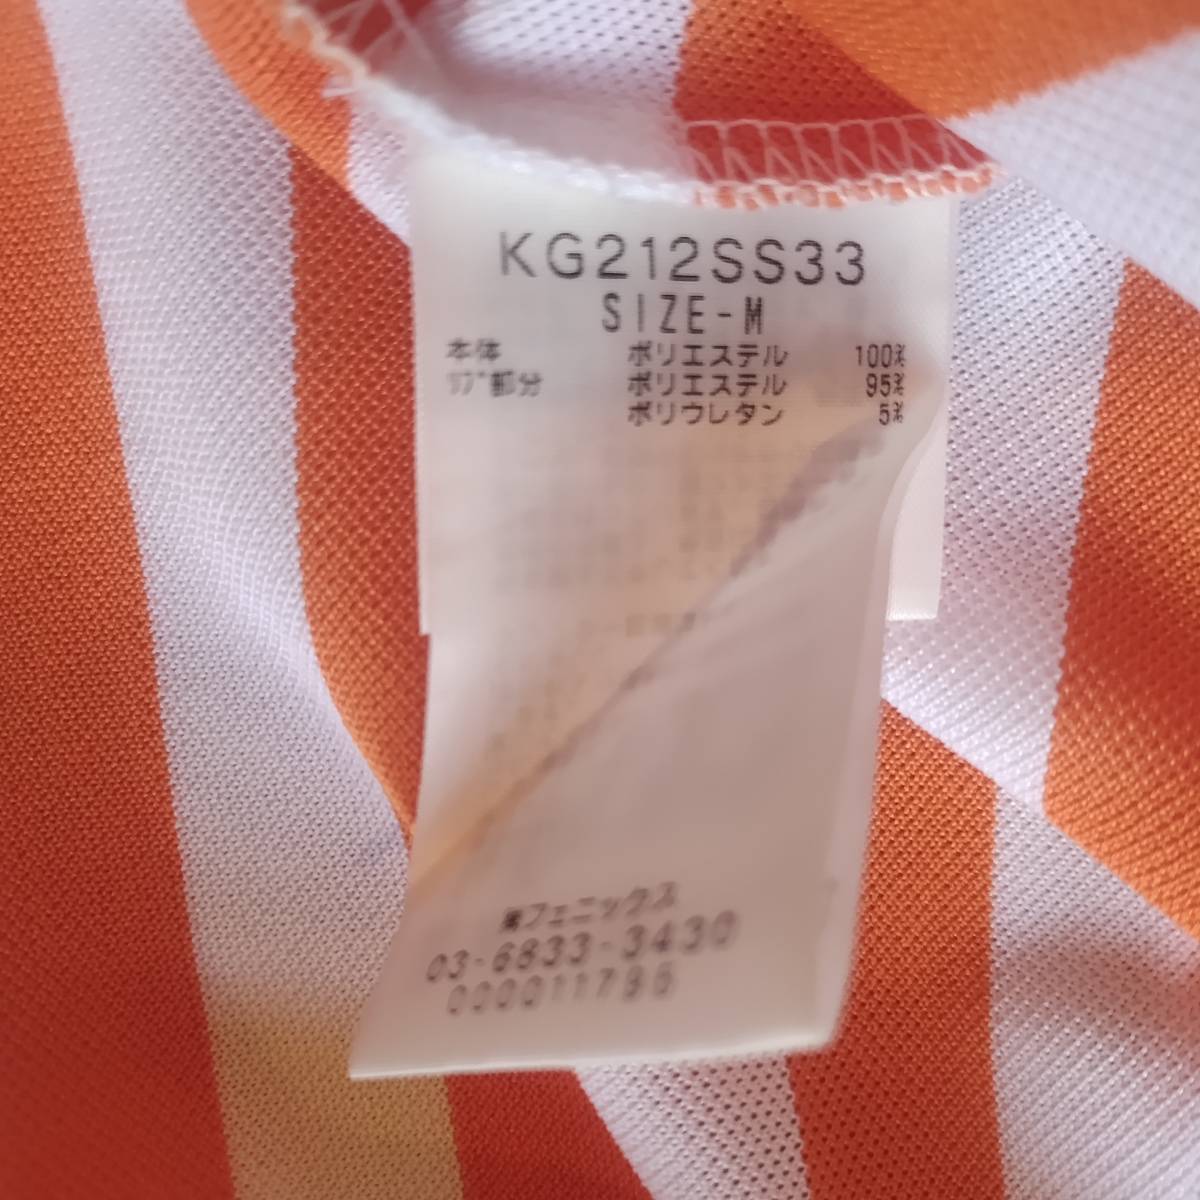 KG212SS33
SIZE-M
本体 ポリエステル 100%
リブ部分 ポリエステル 95%
ポリウレタン 5%
フェニックス
03-6833-3430